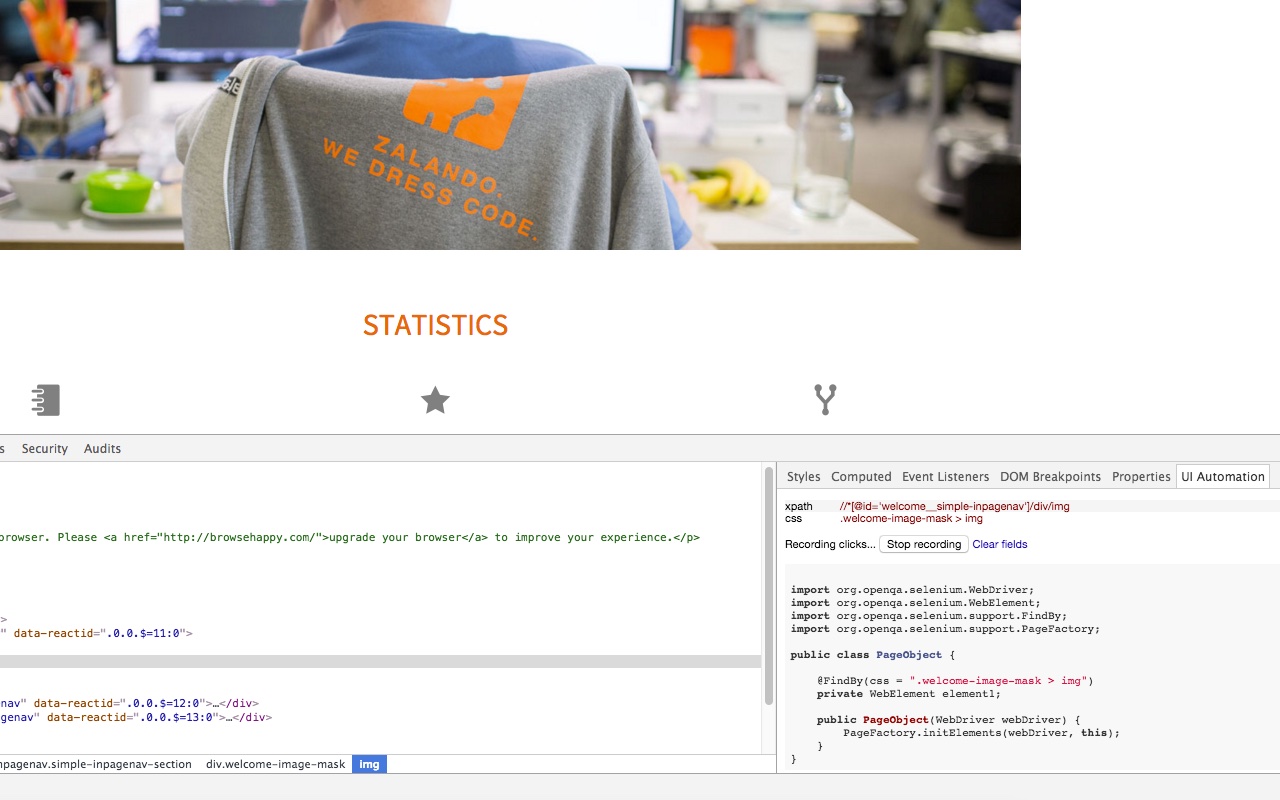 ZALANDO.
WE DRESS CODE.
STATISTICS
s Security Audits
Styles Computed Event Listeners DOM Breakpoints Properties UI Automation
rowser. Please <a href="http://browsehappy.com/">upgrade your browser</a> to improve your experience.</p>
>
" data-reactid=".0.0.$=11:0">
nav" data-reactid=".0.0.$=12:0">…</div>
genav" data-reactid=".0.0.$=13:0">…</div>
npagenav.simple-inpagenav-section div.welcome-image-mask img
xpath //*[@id='welcome__simple-inpagenav']/div/img
css .welcome-image-mask > img
Recording clicks... Stop recording Clear fields
import org.openqa.selenium.WebDriver;
import org.openqa.selenium.WebElement;
import org.openqa.selenium.support.FindBy;
import org.openqa.selenium.support.PageFactory;
public class PageObject {
@FindBy(css = ".welcome-image-mask > img")
private WebElement element1;
public PageObject(WebDriver webDriver) {
PageFactory.initElements(webDriver, this);
}
}